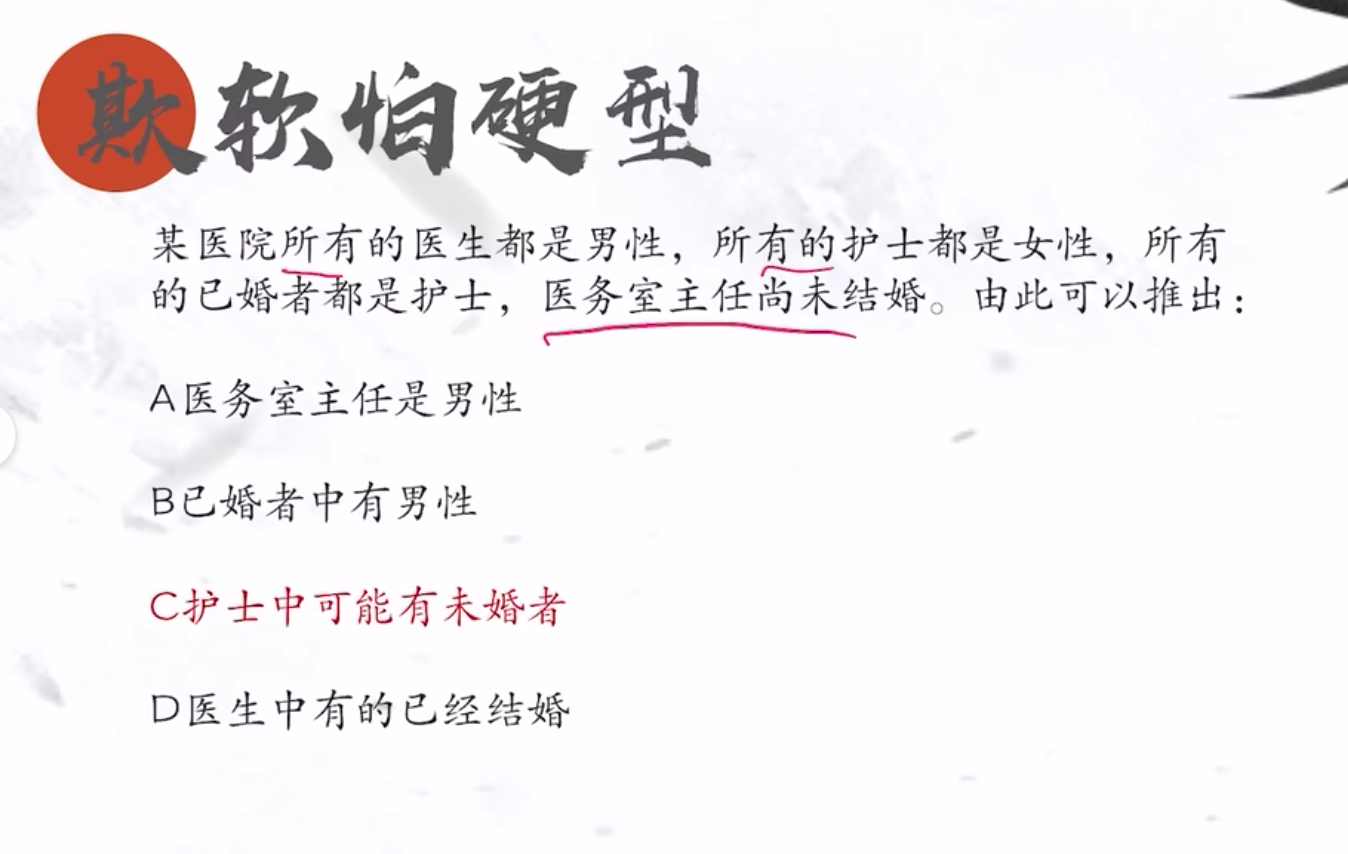 欺软怕硬型
某医院所有的医生都是男性，所有的护士都是女性，所有
的已婚者都是护士，医务室主任尚未结婚。由此可以推出：
A医务室主任是男性
B已婚者中有男性
C护士中可能有未婚者
D医生中有的已经结婚